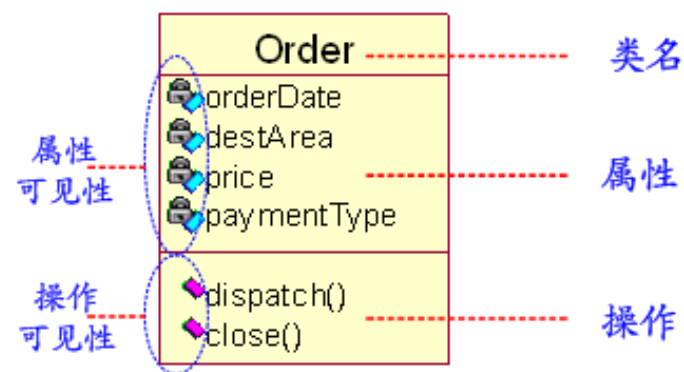 Order
类名
orderDate
destArea
price
paymentType
属性
可见性
属性
dispatch()
close()
操作
可见性
操作